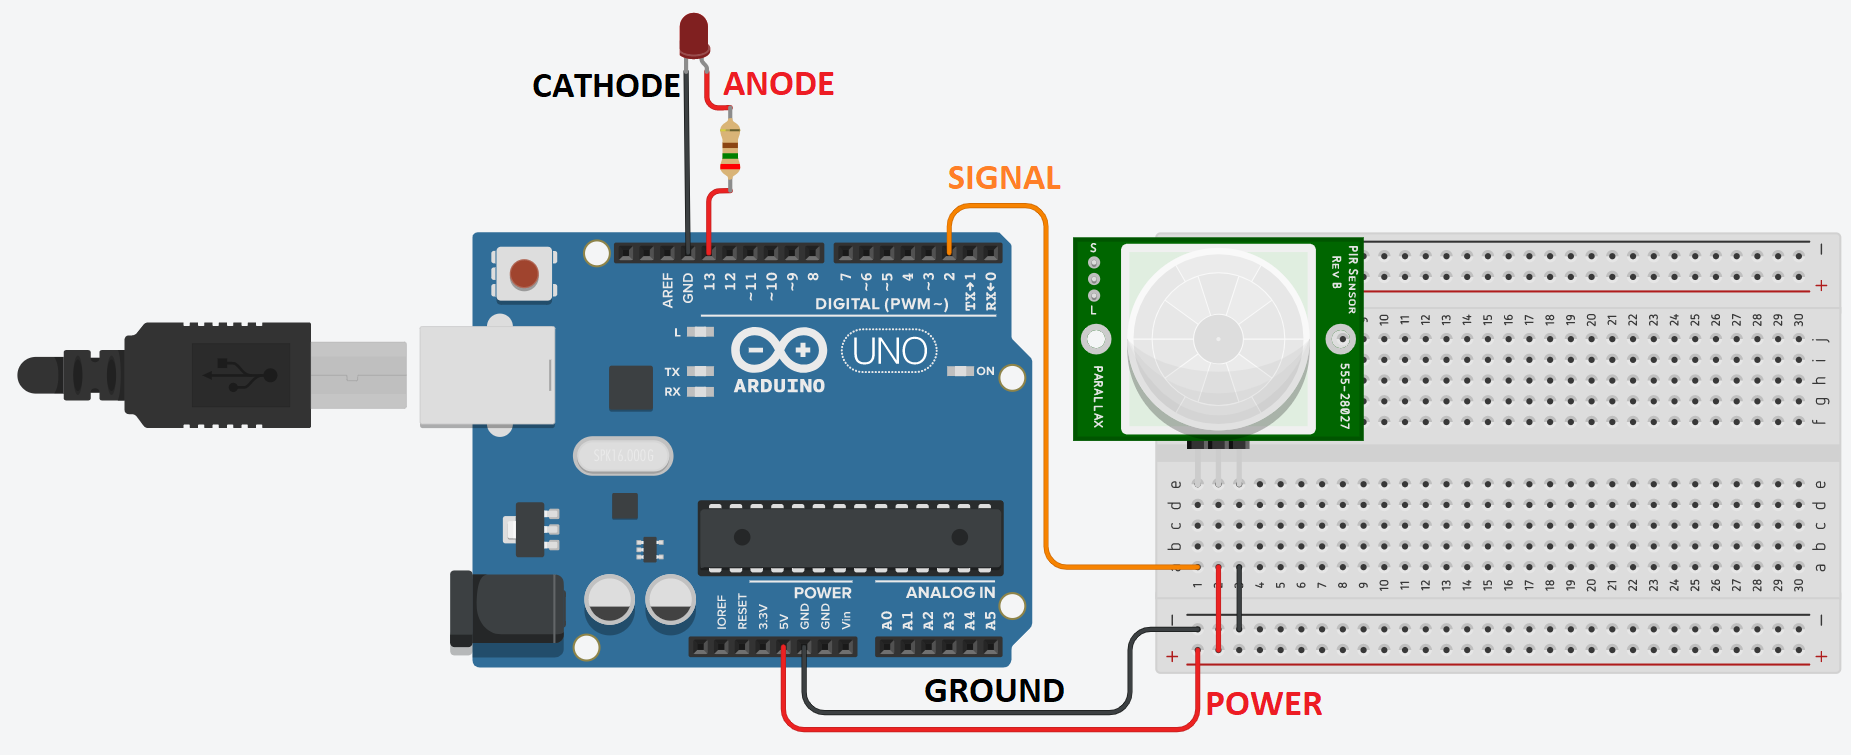 CATHODE
ANODE
SIGNAL
AREF
GND
13
12
~11
~10
~9
8
7
~6
~5
4
~3
2
TX→1
RX←0
DIGITAL (PWM~)
L
TX
RX
ARDUINO
UNO
ON
SPK16.000G
POWER
ANALOG IN
IOREF
RESET
3.3V
5V
GND
GND
Vin
A0
A1
A2
A3
A4
A5
S
L
PARALLAX
PIR SENSOR
REV B
555-28027
− 
+
10 11 12 13 14 15 16 17 18 19 20 21 22 23 24 25 26 27 28 29 30
j
i
h
g
f
e e
d d
c c
b b
a a
1 2 3 4 5 6 7 8 9 10 11 12 13 14 15 16 17 18 19 20 21 22 23 24 25 26 27 28 29 30
− −
+ +
GROUND
POWER